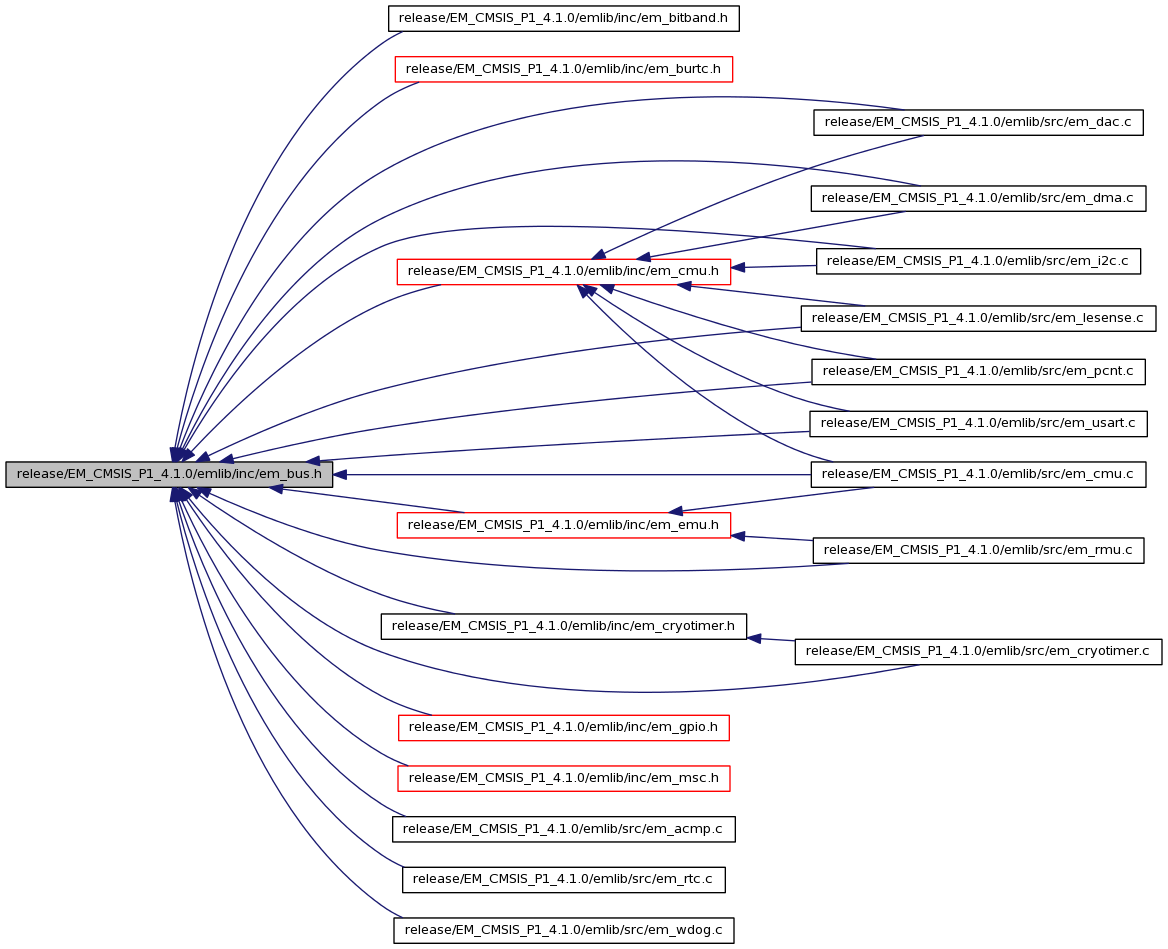 release/EM_CMSIS_P1_4.1.0/emlib/inc/em_bitband.h
release/EM_CMSIS_P1_4.1.0/emlib/inc/em_burtc.h
release/EM_CMSIS_P1_4.1.0/emlib/src/em_dac.c
release/EM_CMSIS_P1_4.1.0/emlib/src/em_dma.c
release/EM_CMSIS_P1_4.1.0/emlib/src/em_i2c.c
release/EM_CMSIS_P1_4.1.0/emlib/inc/em_cmu.h
release/EM_CMSIS_P1_4.1.0/emlib/src/em_lesense.c
release/EM_CMSIS_P1_4.1.0/emlib/src/em_pcnt.c
release/EM_CMSIS_P1_4.1.0/emlib/src/em_usart.c
release/EM_CMSIS_P1_4.1.0/emlib/inc/em_bus.h
release/EM_CMSIS_P1_4.1.0/emlib/src/em_cmu.c
release/EM_CMSIS_P1_4.1.0/emlib/inc/em_emu.h
release/EM_CMSIS_P1_4.1.0/emlib/src/em_rmu.c
release/EM_CMSIS_P1_4.1.0/emlib/inc/em_cryotimer.h
release/EM_CMSIS_P1_4.1.0/emlib/src/em_cryotimer.c
release/EM_CMSIS_P1_4.1.0/emlib/inc/em_gpio.h
release/EM_CMSIS_P1_4.1.0/emlib/inc/em_msc.h
release/EM_CMSIS_P1_4.1.0/emlib/src/em_acmp.c
release/EM_CMSIS_P1_4.1.0/emlib/src/em_rtc.c
release/EM_CMSIS_P1_4.1.0/emlib/src/em_wdog.c